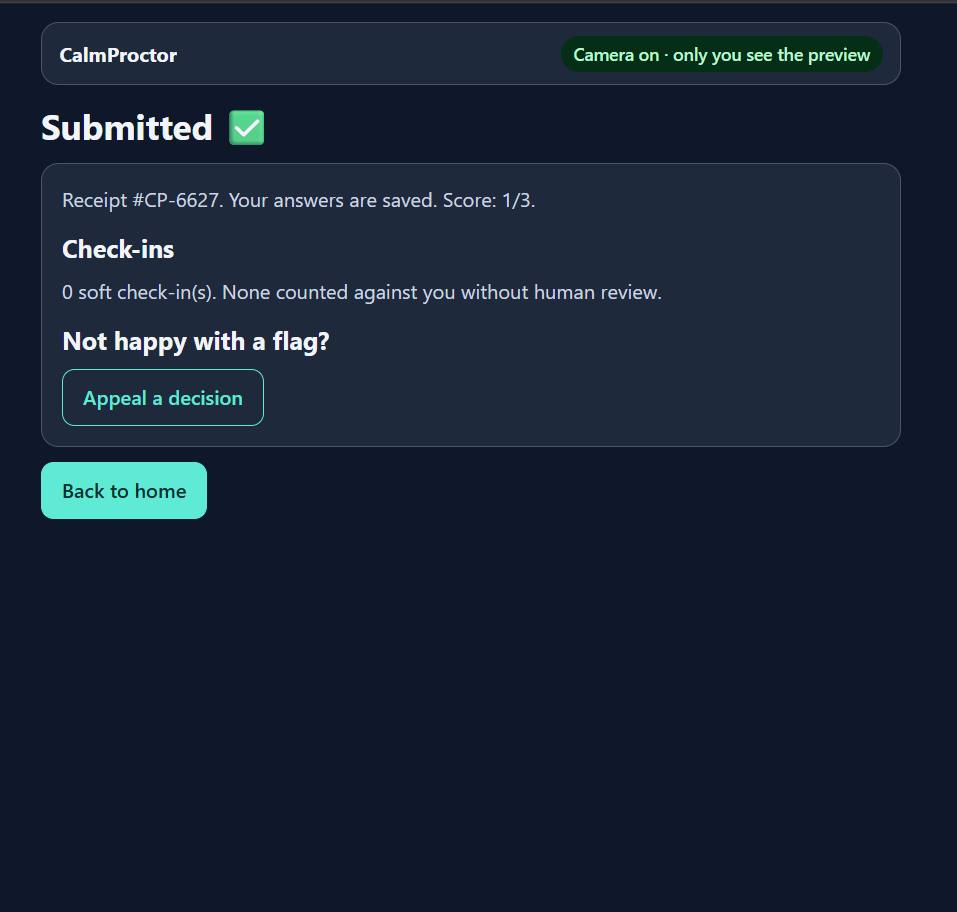 CalmProctor
Camera on · only you see the preview
Submitted ✅
Receipt #CP-6627. Your answers are saved. Score: 1/3.
Check-ins
0 soft check-in(s). None counted against you without human review.
Not happy with a flag?
Appeal a decision
Back to home